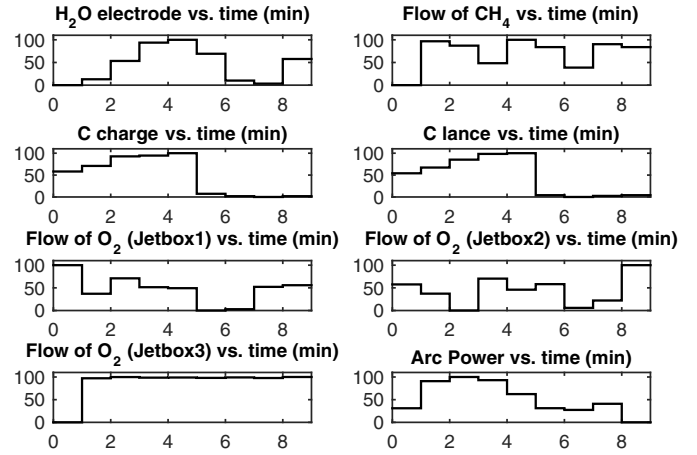 H₂O electrode vs. time (min)
100
50
0
0 2 4 6 8
Flow of CH₄ vs. time (min)
100
50
0
0 2 4 6 8
C charge vs. time (min)
100
50
0
0 2 4 6 8
C lance vs. time (min)
100
50
0
0 2 4 6 8
Flow of O₂ (Jetbox1) vs. time (min)
100
50
0
0 2 4 6 8
Flow of O₂ (Jetbox2) vs. time (min)
100
50
0
0 2 4 6 8
Flow of O₂ (Jetbox3) vs. time (min)
100
50
0
0 2 4 6 8
Arc Power vs. time (min)
100
50
0
0 2 4 6 8